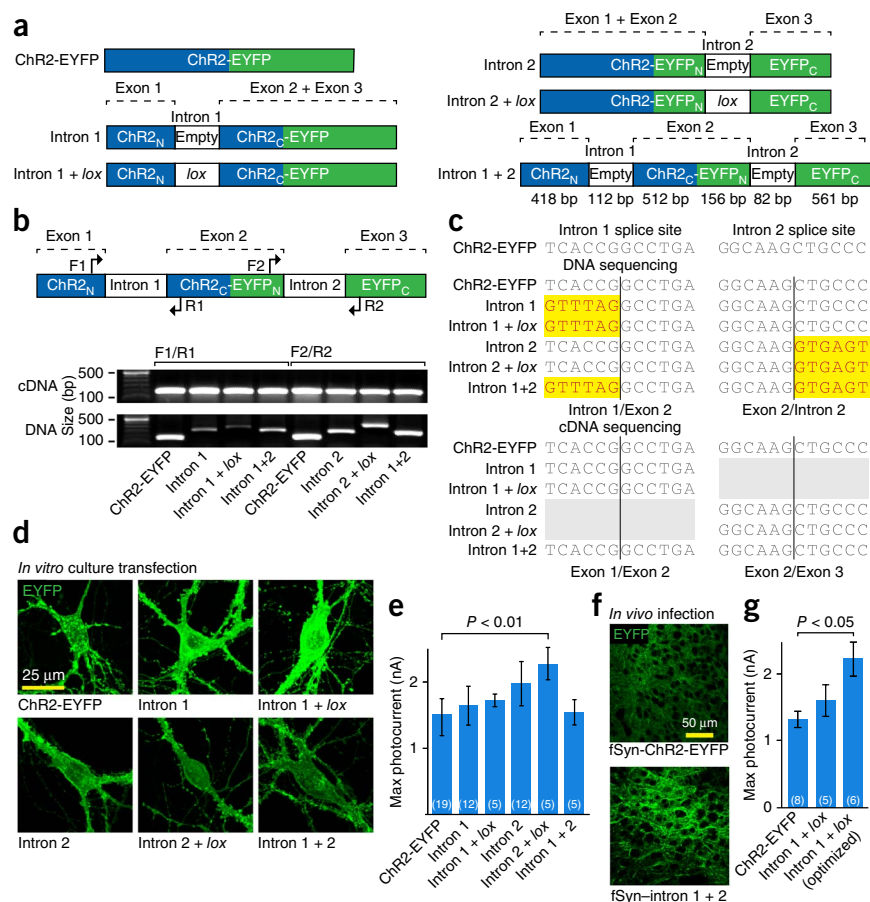 a
ChR2-EYFP
ChR2-EYFP
Exon 1
Exon 2 + Exon 3
Intron 1
Intron 1
ChR2N
Empty
ChR2C-EYFP
Intron 1 + lox
ChR2N
lox
ChR2C-EYFP
Exon 1 + Exon 2
Exon 3
Intron 2
Intron 2
ChR2-EYFPN
Empty
EYFPC
Intron 2 + lox
ChR2-EYFPN
lox
EYFPC
Exon 1
Exon 2
Exon 3
Intron 1
Intron 2
Intron 1 + 2
ChR2N
Empty
ChR2C-EYFPN
Empty
EYFPC
418 bp
112 bp
512 bp
156 bp
82 bp
561 bp
b
Exon 1
Exon 2
Exon 3
F1
F2
ChR2N
Intron 1
ChR2C-EYFPN
Intron 2
EYFPC
R1
R2
F1/R1
F2/R2
Size (bp)
cDNA
500
100
DNA
500
100
ChR2-EYFP
Intron 1
Intron 1 + lox
Intron 1+2
ChR2-EYFP
Intron 2
Intron 2 + lox
Intron 1+2
c
Intron 1 splice site
Intron 2 splice site
ChR2-EYFP
TCACCGGCCTGA
GGCAAGCTGCCC
DNA sequencing
ChR2-EYFP
TCACCGGCCTGA
GGCAAGCTGCCC
Intron 1
GTTTAGGCCTGA
GGCAAGCTGCCC
Intron 1 + lox
GTTTAGGCCTGA
GGCAAGCTGCCC
Intron 2
TCACCGGCCTGA
GGCAAGGTGAGT
Intron 2 + lox
TCACCGGCCTGA
GGCAAGGTGAGT
Intron 1+2
GTTTAGGCCTGA
GGCAAGGTGAGT
Intron 1/Exon 2
Exon 2/Intron 2
cDNA sequencing
ChR2-EYFP
TCACCGGCCTGA
GGCAAGCTGCCC
Intron 1
TCACCGGCCTGA
Intron 1 + lox
TCACCGGCCTGA
Intron 2
GGCAAGCTGCCC
Intron 2 + lox
GGCAAGCTGCCC
Intron 1+2
TCACCGGCCTGA
GGCAAGCTGCCC
Exon 1/Exon 2
Exon 2/Exon 3
d
In vitro culture transfection
EYFP
25 μm
ChR2-EYFP
Intron 1
Intron 1 + lox
Intron 2
Intron 2 + lox
Intron 1 + 2
e
P < 0.01
Max photocurrent (nA)
2
1
(19)
(12)
(5)
(12)
(5)
(5)
ChR2-EYFP
Intron 1
Intron 1 + lox
Intron 2
Intron 2 + lox
Intron 1 + 2
f
In vivo infection
EYFP
50 μm
fSyn-ChR2-EYFP
fSyn–intron 1 + 2
g
P < 0.05
Max photocurrent (nA)
2
1
0
(8)
(5)
(6)
ChR2-EYFP
Intron 1 + lox
Intron 1 + lox
(optimized)